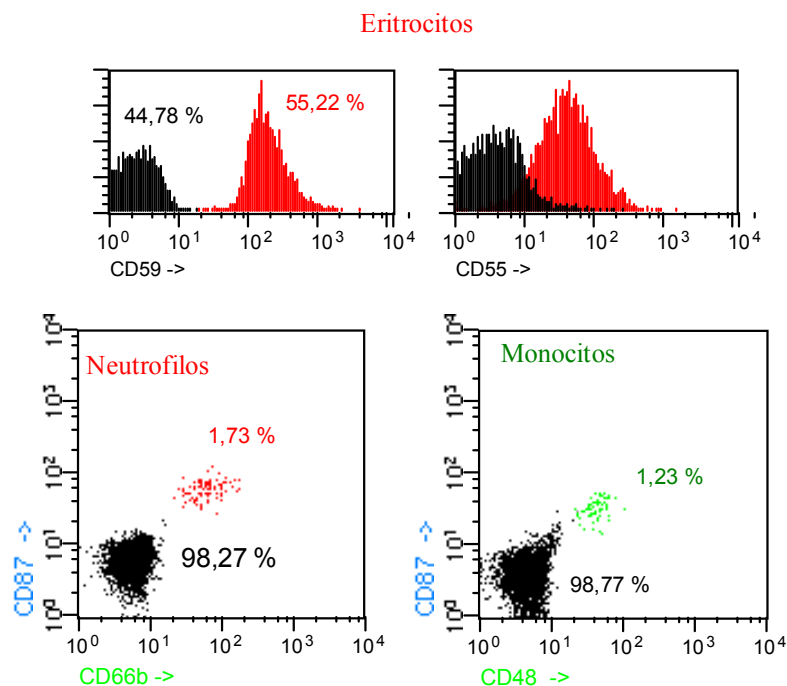 Eritrocitos
44,78 %
55,22 %
10⁰ 10¹ 10² 10³ 10⁴
CD59 ->
10⁰ 10¹ 10² 10³ 10⁴
CD55 ->
Neutrofilos
1,73 %
98,27 %
10⁴
10³
10²
10¹
10⁰
CD87 ->
10⁰ 10¹ 10² 10³ 10⁴
CD66b ->
Monocitos
1,23 %
98,77 %
10⁴
10³
10²
10¹
10⁰
CD87 ->
10⁰ 10¹ 10² 10³ 10⁴
CD48 ->